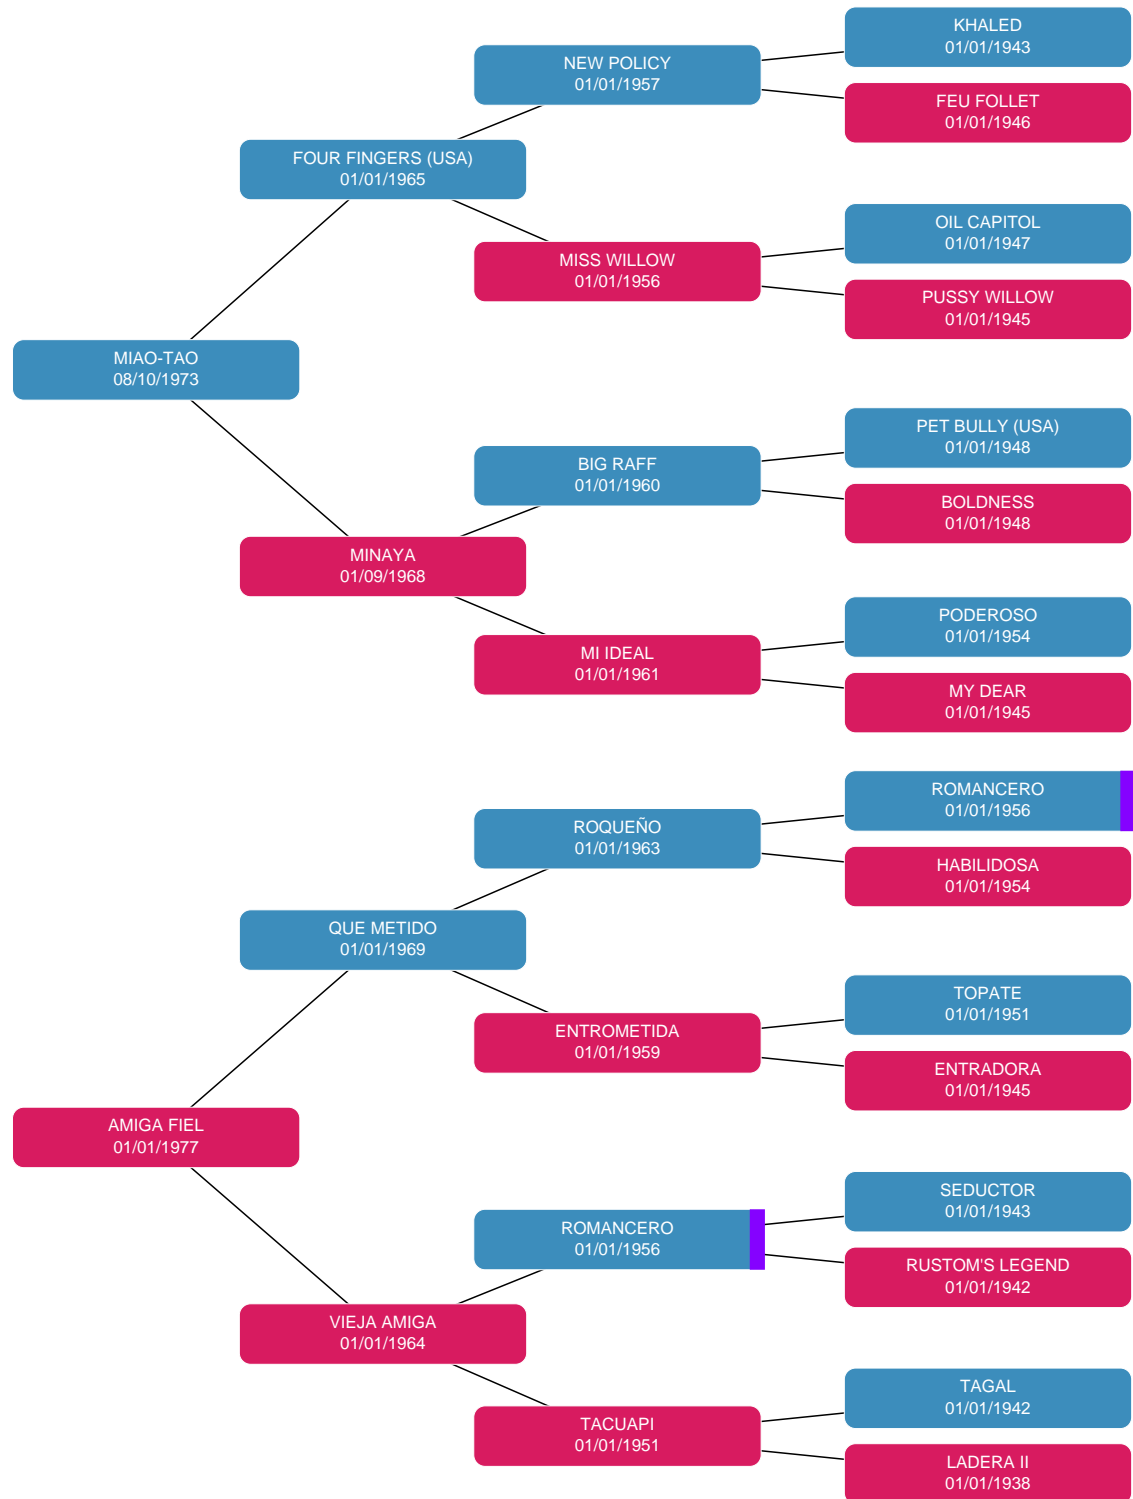 KHALED
01/01/1943
NEW POLICY
01/01/1957
FEU FOLLET
01/01/1946
FOUR FINGERS (USA)
01/01/1965
OIL CAPITOL
01/01/1947
MISS WILLOW
01/01/1956
PUSSY WILLOW
01/01/1945
MIAO-TAO
08/10/1973
PET BULLY (USA)
01/01/1948
BIG RAFF
01/01/1960
BOLDNESS
01/01/1948
MINAYA
01/09/1968
PODEROSO
01/01/1954
MI IDEAL
01/01/1961
MY DEAR
01/01/1945
ROMANCERO
01/01/1956
ROQUEÑO
01/01/1963
HABILIDOSA
01/01/1954
QUE METIDO
01/01/1969
TOPATE
01/01/1951
ENTROMETIDA
01/01/1959
ENTRADORA
01/01/1945
AMIGA FIEL
01/01/1977
SEDUCTOR
01/01/1943
ROMANCERO
01/01/1956
RUSTOM'S LEGEND
01/01/1942
VIEJA AMIGA
01/01/1964
TAGAL
01/01/1942
TACUAPI
01/01/1951
LADERA II
01/01/1938